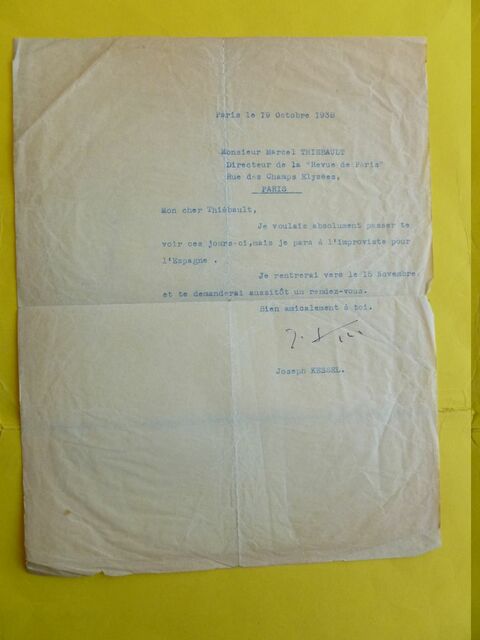 Paris le 19 Octobre 1938
Monsieur Marcel THIEBAULT
Directeur de la "Revue de Paris"
Rue des Champs Elysées,
PARIS
Mon cher Thiébault,
Je voulais absolument passer te
voir ces jours-ci,mais je pars à l'improviste pour
l'Espagne .
Je rentrerai vers le 15 Novembre
et te demanderai aussitôt un rendez-vous.
Bien amicalement à toi.
Joseph KESSEL.